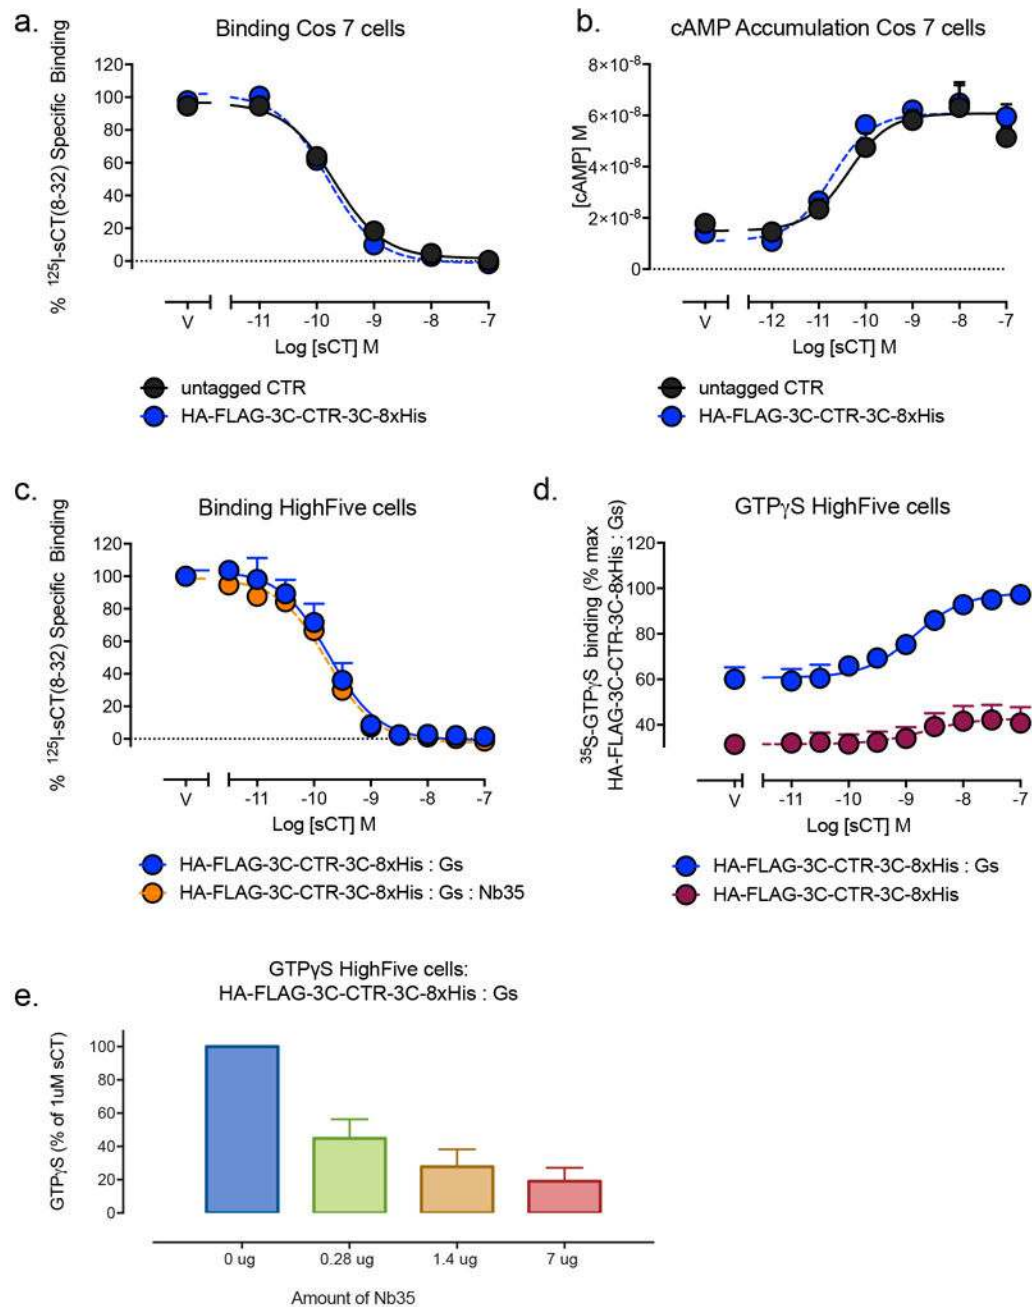 a.
Binding Cos 7 cells
% ¹²⁵I-sCT(8-32) Specific Binding
120
100
80
60
40
20
0
V
-11
-10
-9
-8
-7
Log [sCT] M
untagged CTR
HA-FLAG-3C-CTR-3C-8xHis
b.
cAMP Accumulation Cos 7 cells
[cAMP] M
8×10⁻⁸
6×10⁻⁸
4×10⁻⁸
2×10⁻⁸
0
V
-12
-11
-10
-9
-8
-7
Log [sCT] M
untagged CTR
HA-FLAG-3C-CTR-3C-8xHis
c.
Binding HighFive cells
% ¹²⁵I-sCT(8-32) Specific Binding
120
100
80
60
40
20
0
V
-11
-10
-9
-8
-7
Log [sCT] M
HA-FLAG-3C-CTR-3C-8xHis : Gs
HA-FLAG-3C-CTR-3C-8xHis : Gs : Nb35
d.
GTPγS HighFive cells
³⁵S-GTPγS binding (% max
HA-FLAG-3C-CTR-3C-8xHis : Gs)
120
100
80
60
40
V
-11
-10
-9
-8
-7
Log [sCT] M
HA-FLAG-3C-CTR-3C-8xHis : Gs
HA-FLAG-3C-CTR-3C-8xHis
e.
GTPγS HighFive cells:
HA-FLAG-3C-CTR-3C-8xHis : Gs
GTPγS (% of 1uM sCT)
100
80
60
40
20
0
0 ug
0.28 ug
1.4 ug
7 ug
Amount of Nb35